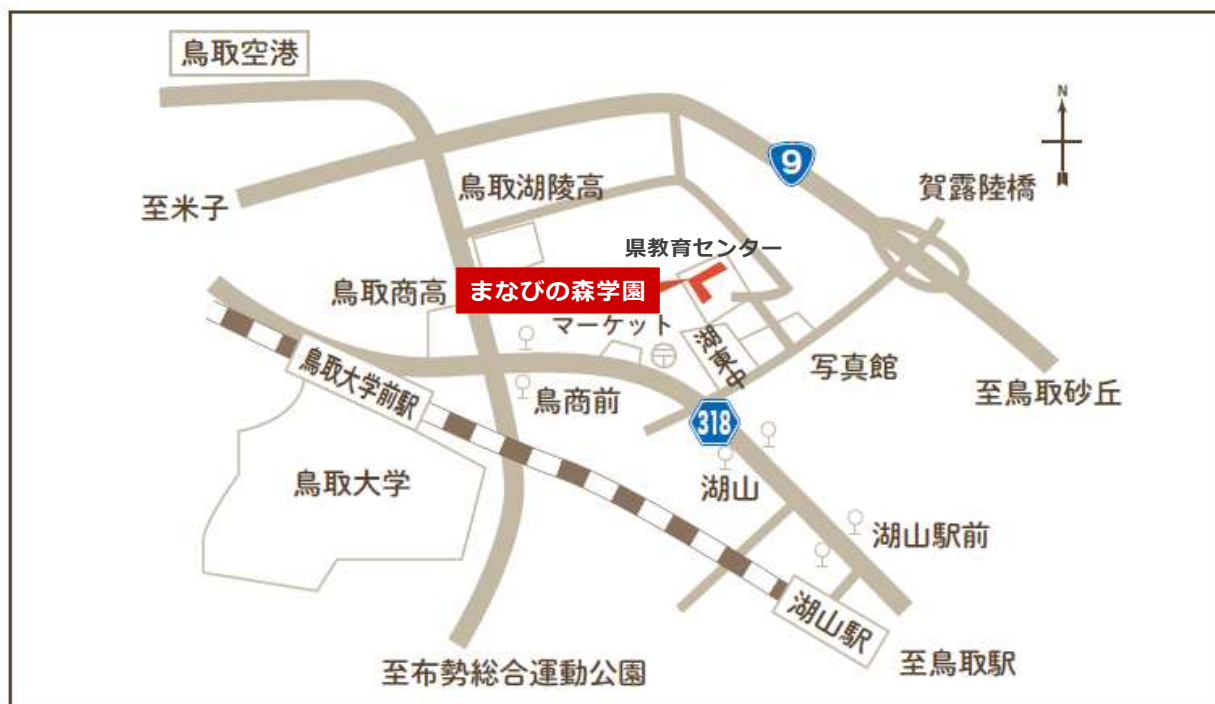 鳥取空港
N
9
至米子
鳥取湖陵高
賀露陸橋
県教育センター
鳥取商高
まなびの森学園
マーケット
湖東中
写真館
鳥取大学前駅
鳥商前
至鳥取砂丘
318
鳥取大学
湖山
湖山駅前
湖山駅
至布勢総合運動公園
至鳥取駅